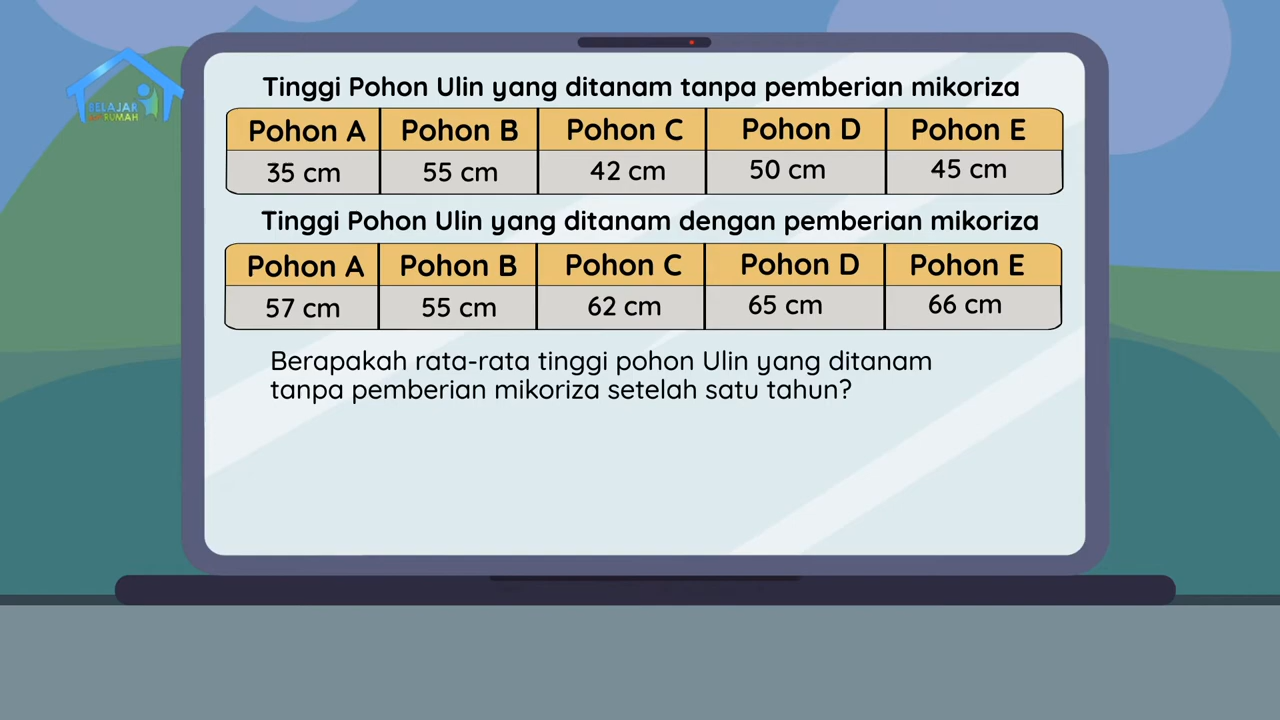 BELAJAR
DARI RUMAH
Tinggi Pohon Ulin yang ditanam tanpa pemberian mikoriza
Pohon A Pohon B Pohon C Pohon D Pohon E
35 cm 55 cm 42 cm 50 cm 45 cm
Tinggi Pohon Ulin yang ditanam dengan pemberian mikoriza
Pohon A Pohon B Pohon C Pohon D Pohon E
57 cm 55 cm 62 cm 65 cm 66 cm
Berapakah rata-rata tinggi pohon Ulin yang ditanam
tanpa pemberian mikoriza setelah satu tahun?